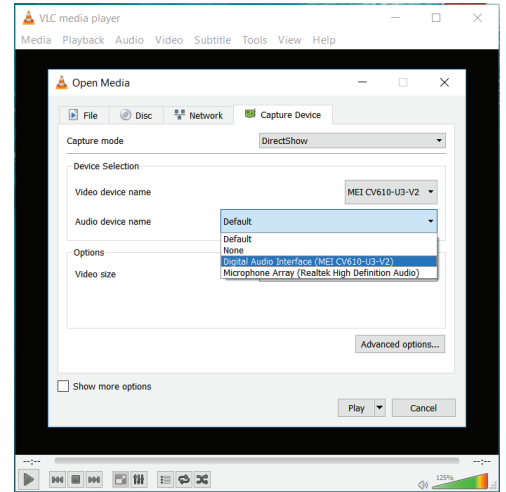 VLC media player
Media Playback Audio Video Subtitle Tools View Help
Open Media
File Disc Network Capture Device
Capture mode DirectShow
Device Selection
Video device name MEI CV610-U3-V2
Audio device name Default
Default
Options None
Digital Audio Interface (MEI CV610-U3-V2)
Video size Microphone Array (Realtek High Definition Audio)
Advanced options...
Show more options
Play Cancel
--:-- --:--
125%